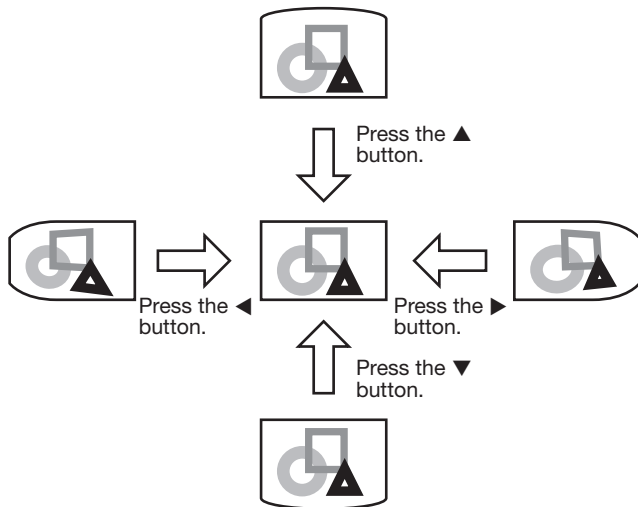 Press the ▲
button.
Press the ◀
button.
Press the ▶
button.
Press the ▼
button.